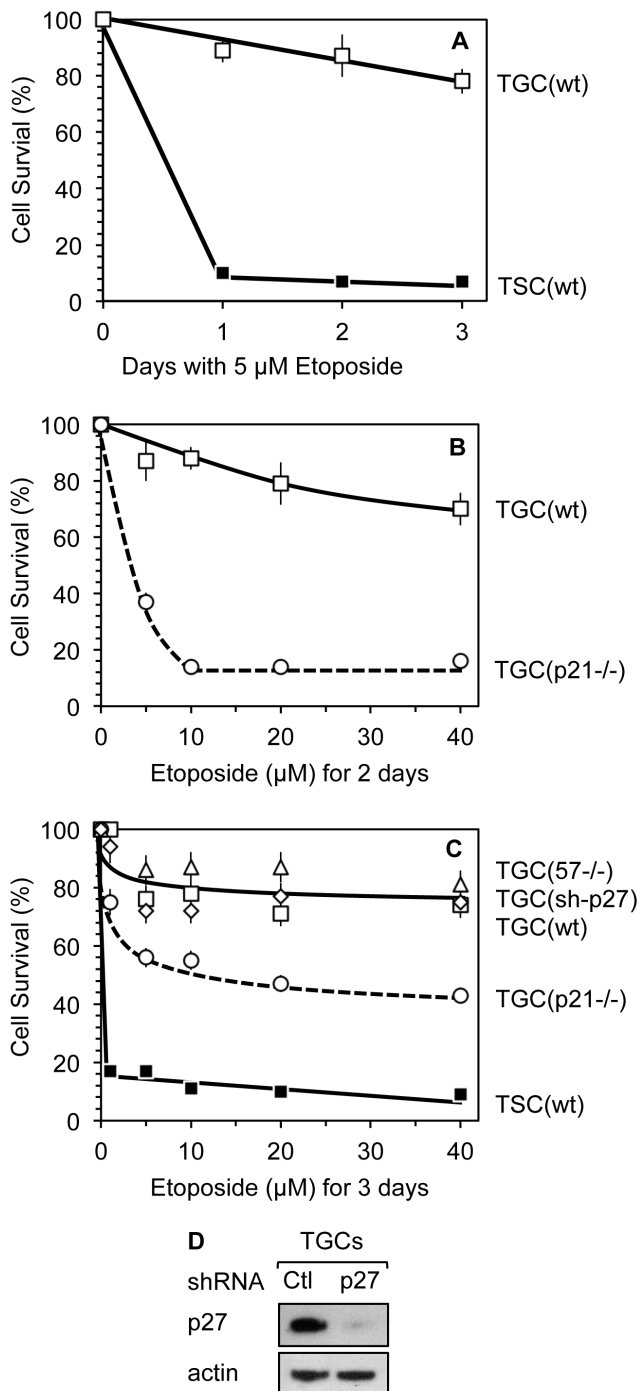 A
Cell Survial (%)
100
80
60
40
20
0
TGC(wt)
TSC(wt)
0 1 2 3
Days with 5 µM Etoposide
B
Cell Survival (%)
100
80
60
40
20
0
TGC(wt)
TGC(p21-/-)
0 10 20 30 40
Etoposide (µM) for 2 days
C
Cell Survival (%)
100
80
60
40
20
0
TGC(57-/-)
TGC(sh-p27)
TGC(wt)
TGC(p21-/-)
TSC(wt)
0 10 20 30 40
Etoposide (µM) for 3 days
D TGCs
shRNA Ctl p27
p27
actin